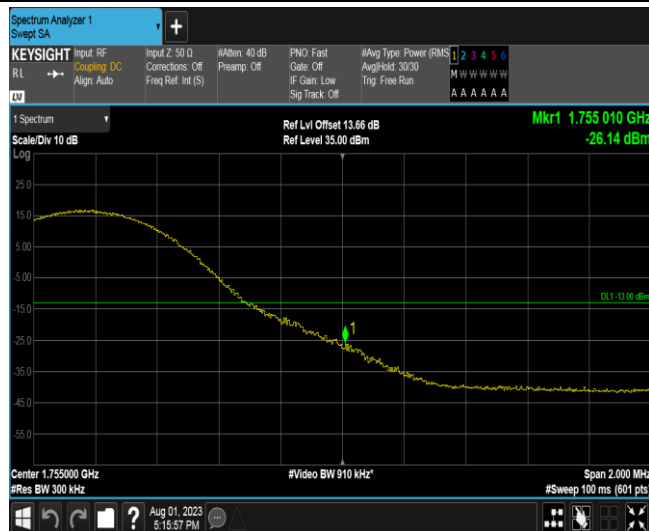 Spectrum Analyzer 1
Swept SA
+
KEYSIGHT
RL
Input: RF
Coupling: DC
Align: Auto
Input Z: 50 Ω
Corrections: Off
Freq Ref: Int (S)
#Atten: 40 dB
Preamp: Off
PNO: Fast
Gate: Off
IF Gain: Low
Sig Track: Off
#Avg Type: Power (RMS
Avg|Hold: 30/30
Trig: Free Run
1 2 3 4 5 6
M W W W W W
A A A A A A
LXI
1 Spectrum
Scale/Div 10 dB
Ref Lvl Offset 13.66 dB
Ref Level 35.00 dBm
Mkr1 1.755 010 GHz
-26.14 dBm
Log
25.0
15.0
5.00
-5.00
DL1 -13.00 dBm
-15.0
1
-25.0
-35.0
-45.0
-55.0
Center 1.755000 GHz
#Video BW 910 kHz*
Span 2.000 MHz
#Res BW 300 kHz
#Sweep 100 ms (601 pts)
?
Aug 01, 2023
5:15:57 PM